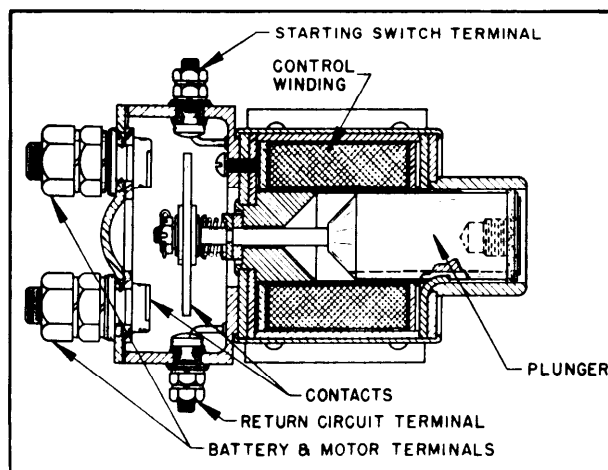 STARTING SWITCH TERMINAL
CONTROL
WINDING
PLUNGER
CONTACTS
RETURN CIRCUIT TERMINAL
BATTERY & MOTOR TERMINALS